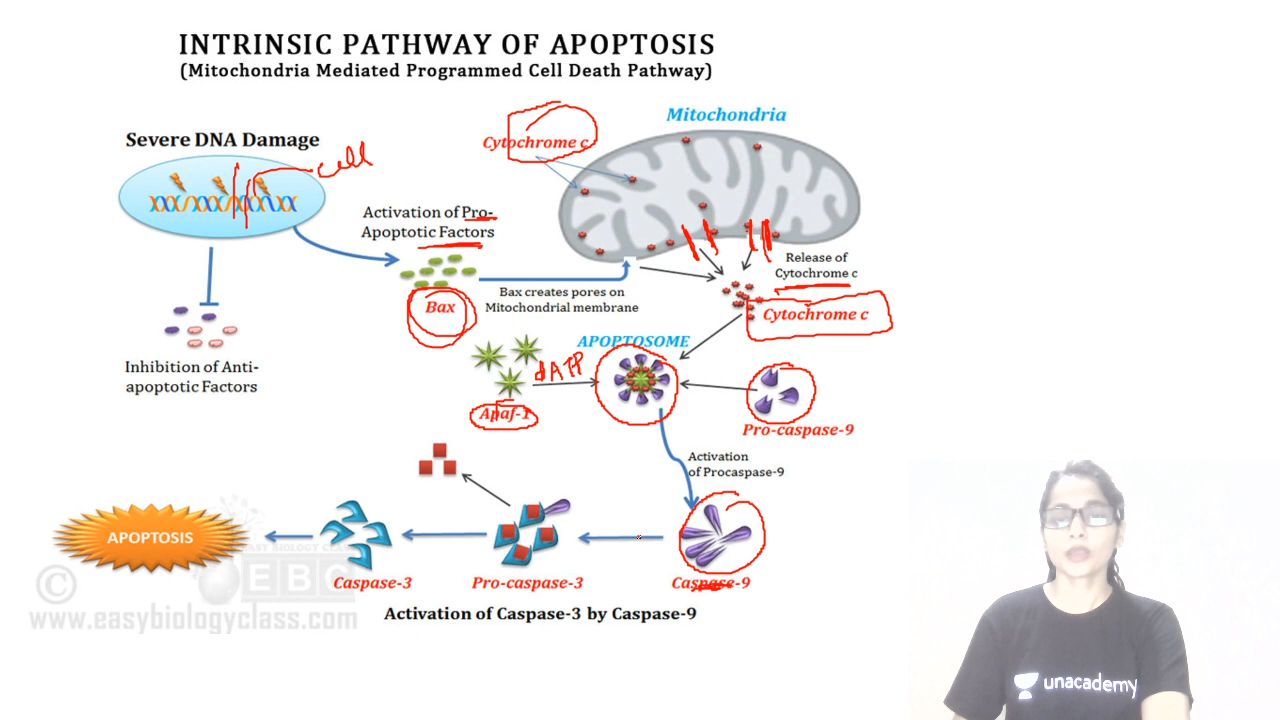 INTRINSIC PATHWAY OF APOPTOSIS
(Mitochondria Mediated Programmed Cell Death Pathway)
Mitochondria
Cytochrome c
Severe DNA Damage
cell
Activation of Pro-
Apoptotic Factors
Release of
Cytochrome c
Bax creates pores on
Mitochondrial membrane
Bax
Cytochrome c
APOPTOSOME
Inhibition of Anti-
apoptotic Factors
dATP
Apaf-1
Pro-caspase-9
Activation
of Procaspase-9
APOPTOSIS
© EASY BIOLOGY CLASS
EBC
Caspase-3
Pro-caspase-3
Caspase-9
www.easybiologyclass.com
Activation of Caspase-3 by Caspase-9
unacademy